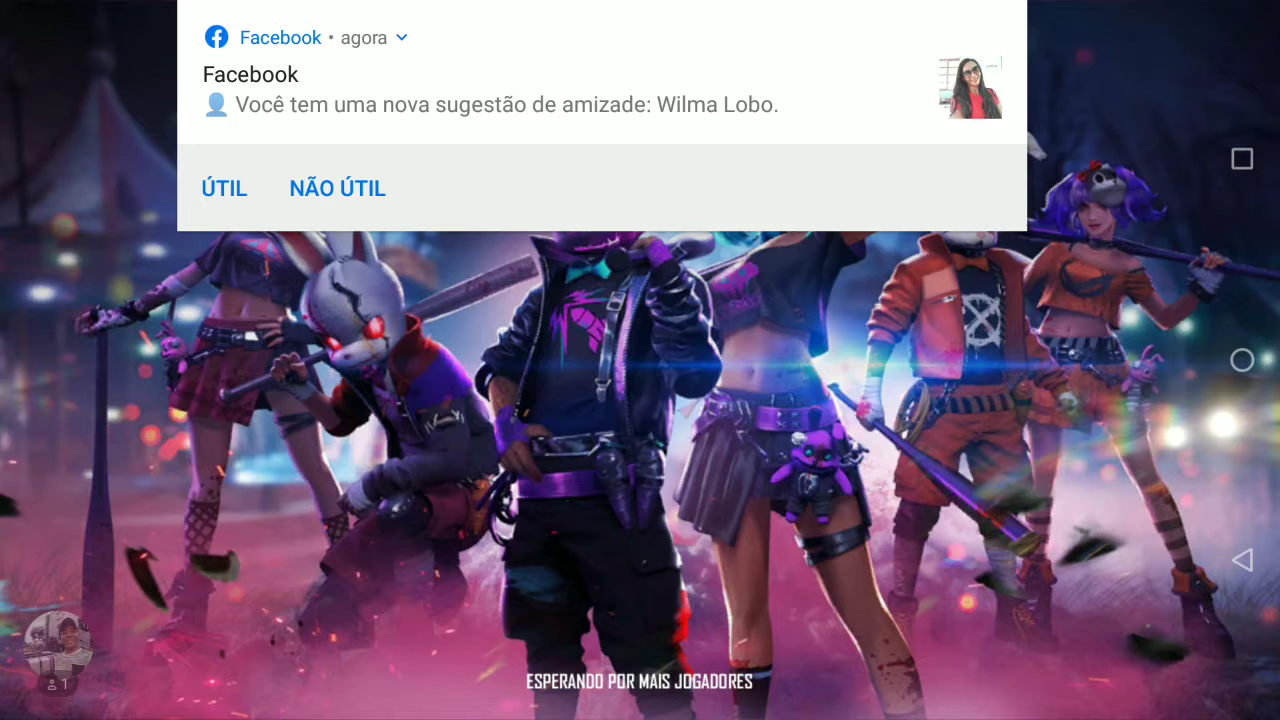 Facebook • agora
Facebook
👤 Você tem uma nova sugestão de amizade: Wilma Lobo.
ÚTIL NÃO ÚTIL
1
ESPERANDO POR MAIS JOGADORES